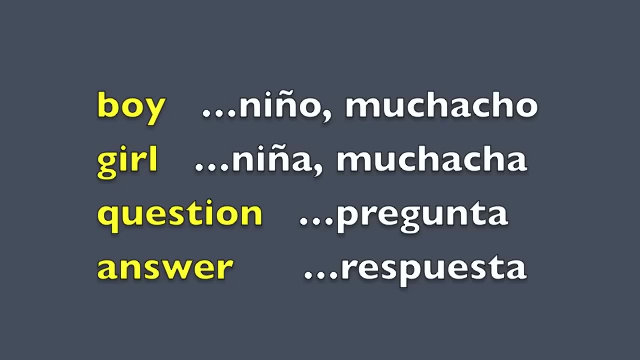 boy ...niño, muchacho
girl ...niña, muchacha
question ...pregunta
answer ...respuesta